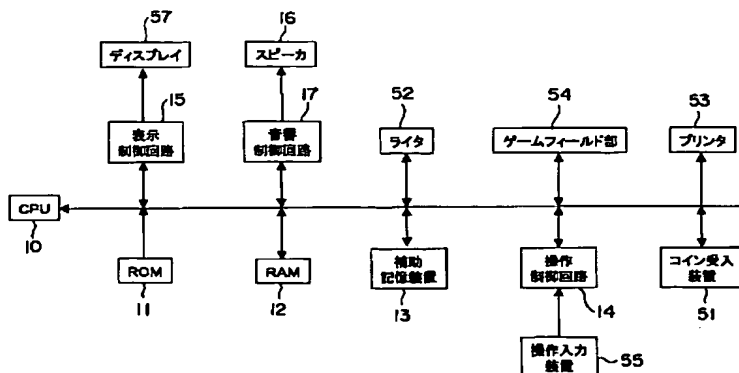 57
16
ディスプレイ
スピーカ
15
17
52
54
53
表示
制御回路
音響
制御回路
ライタ
ゲームフィールド部
プリンタ
CPU
10
ROM
RAM
補助
記憶装置
操作
制御回路
コイン受入
装置
11
12
13
14
51
操作入力
装置
55